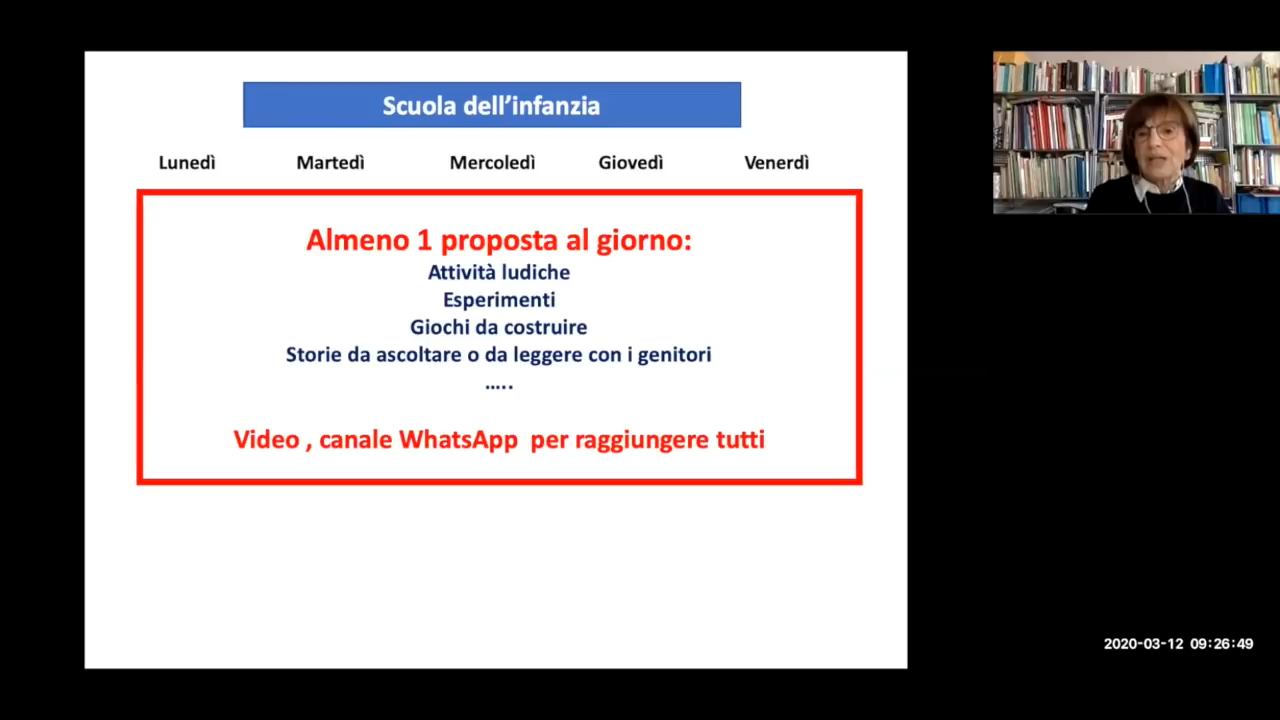 Scuola dell’infanzia
Lunedì Martedì Mercoledì Giovedì Venerdì
Almeno 1 proposta al giorno:
Attività ludiche
Esperimenti
Giochi da costruire
Storie da ascoltare o da leggere con i genitori
…..
Video , canale WhatsApp per raggiungere tutti
2020-03-12 09:26:49